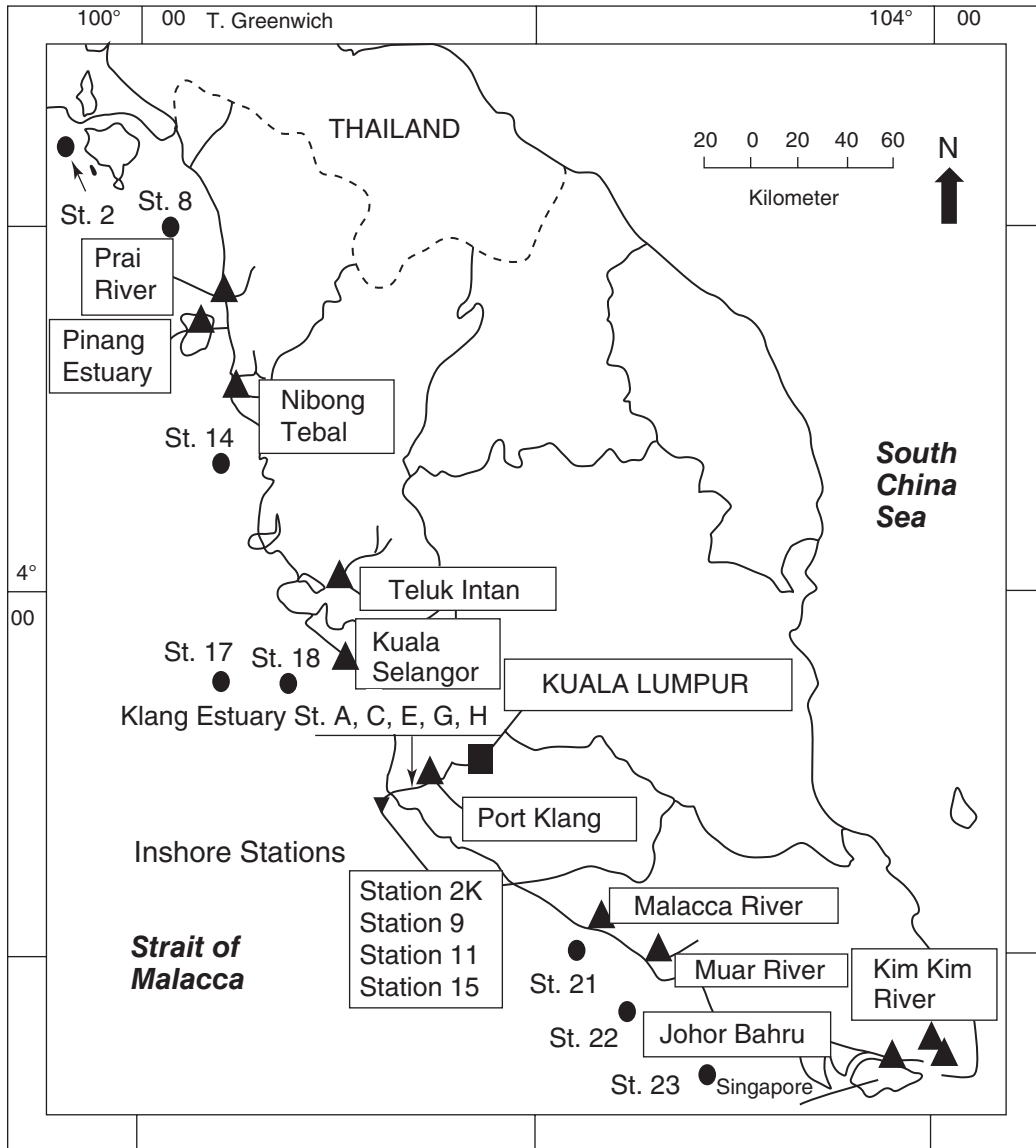 100° 00 T. Greenwich 104° 00
THAILAND
20 0 20 40 60
Kilometer
N
St. 2
St. 8
Prai
River
Pinang
Estuary
Nibong
Tebal
St. 14
South
China
Sea
4°
00
Teluk Intan
Kuala
Selangor
St. 17
St. 18
KUALA LUMPUR
Klang Estuary St. A, C, E, G, H
Port Klang
Inshore Stations
Station 2K
Station 9
Station 11
Station 15
Strait of
Malacca
Malacca River
St. 21
Muar River
Kim Kim
River
St. 22
Johor Bahru
St. 23
Singapore